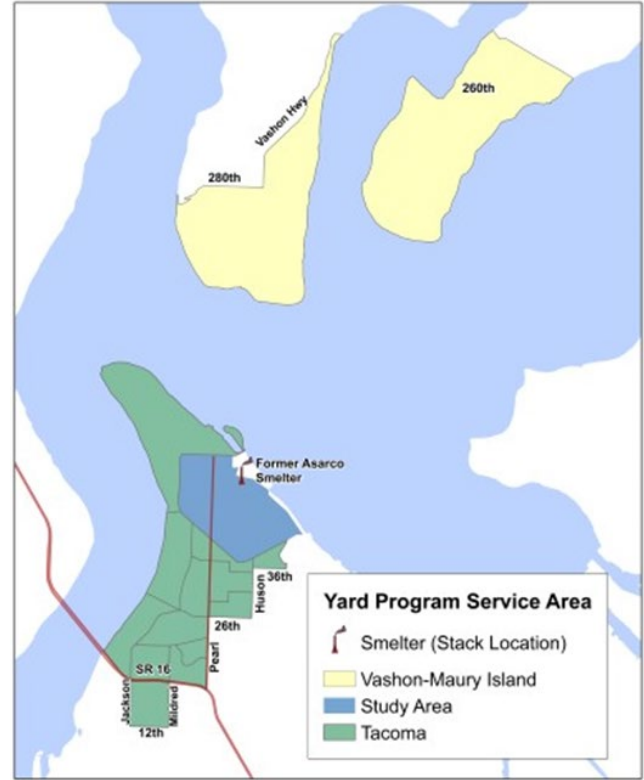 260th
Vashon Hwy
280th
Former Asarco
Smelter
36th
Huson
26th
Pearl
SR 16
Jackson
Mildred
12th
Yard Program Service Area
Smelter (Stack Location)
Vashon-Maury Island
Study Area
Tacoma